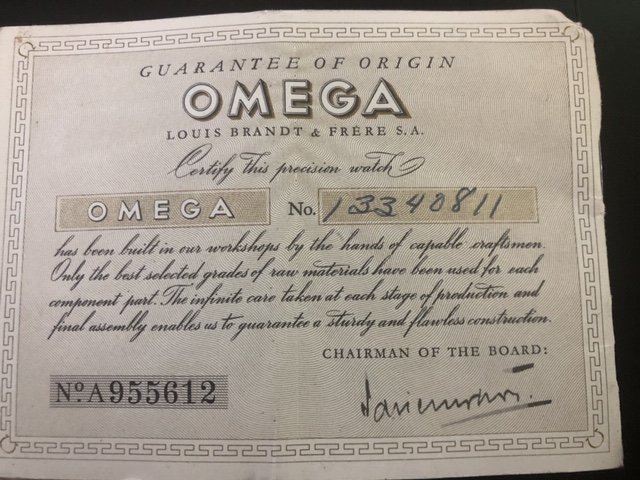 GUARANTEE OF ORIGIN
OMEGA
LOUIS BRANDT & FRÈRE S.A.
Certify this precision watch
OMEGA No. 13340811
has been built in our workshops by the hands of capable craftsmen.
Only the best selected grades of raw materials have been used for each
component part. The infinite care taken at each stage of production and
final assembly enables us to guarantee a sturdy and flawless construction.
CHAIRMAN OF THE BOARD:
No. A955612